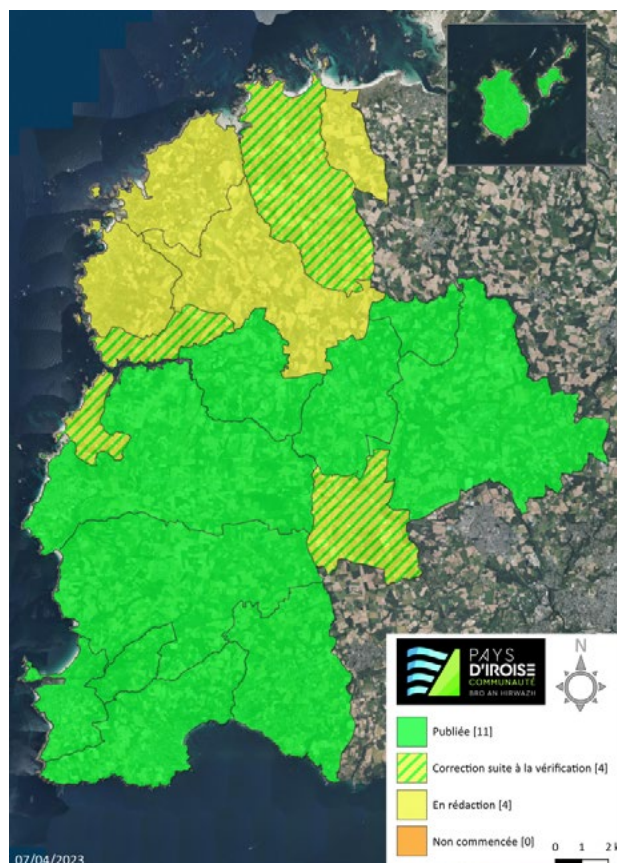 PAYS
D'IROISE
COMMUNAUTÉ
BRO AN HIRWAZH
N
Publiée [11]
Correction suite à la vérification [4]
En rédaction [4]
Non commencée [0]
0 1 2 k
07/04/2023